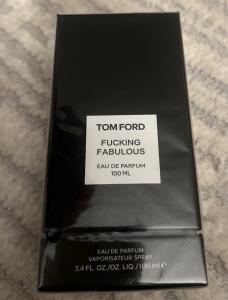 TOM FORD
FUCKING
FABULOUS
EAU DE PARFUM
100 ML
EAU DE PARFUM
VAPORISATEUR SPRAY
3.4 FL. OZ./OZ. LIQ./100 ml ℮